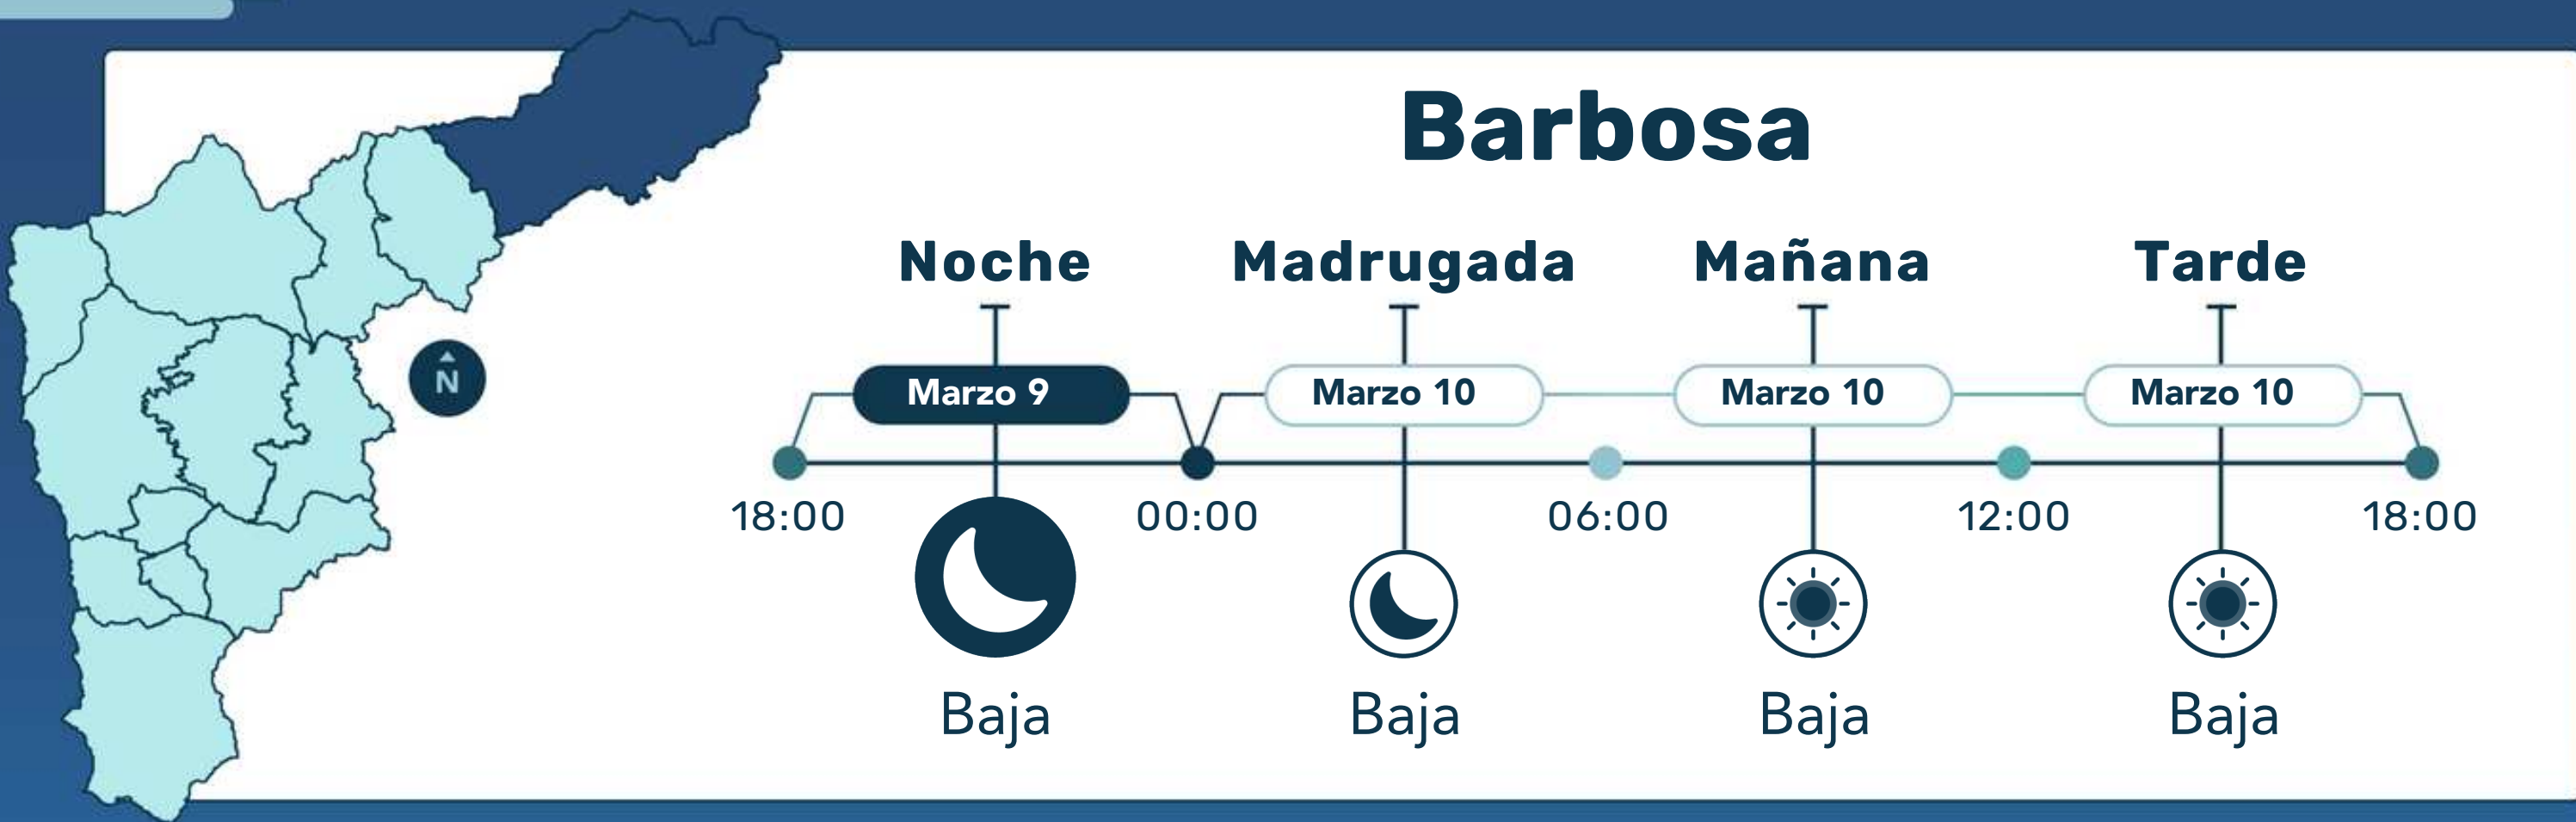 Barbosa
Noche Madrugada Mañana Tarde
N
Marzo 9 Marzo 10 Marzo 10 Marzo 10
18:00 00:00 06:00 12:00 18:00
Baja Baja Baja Baja